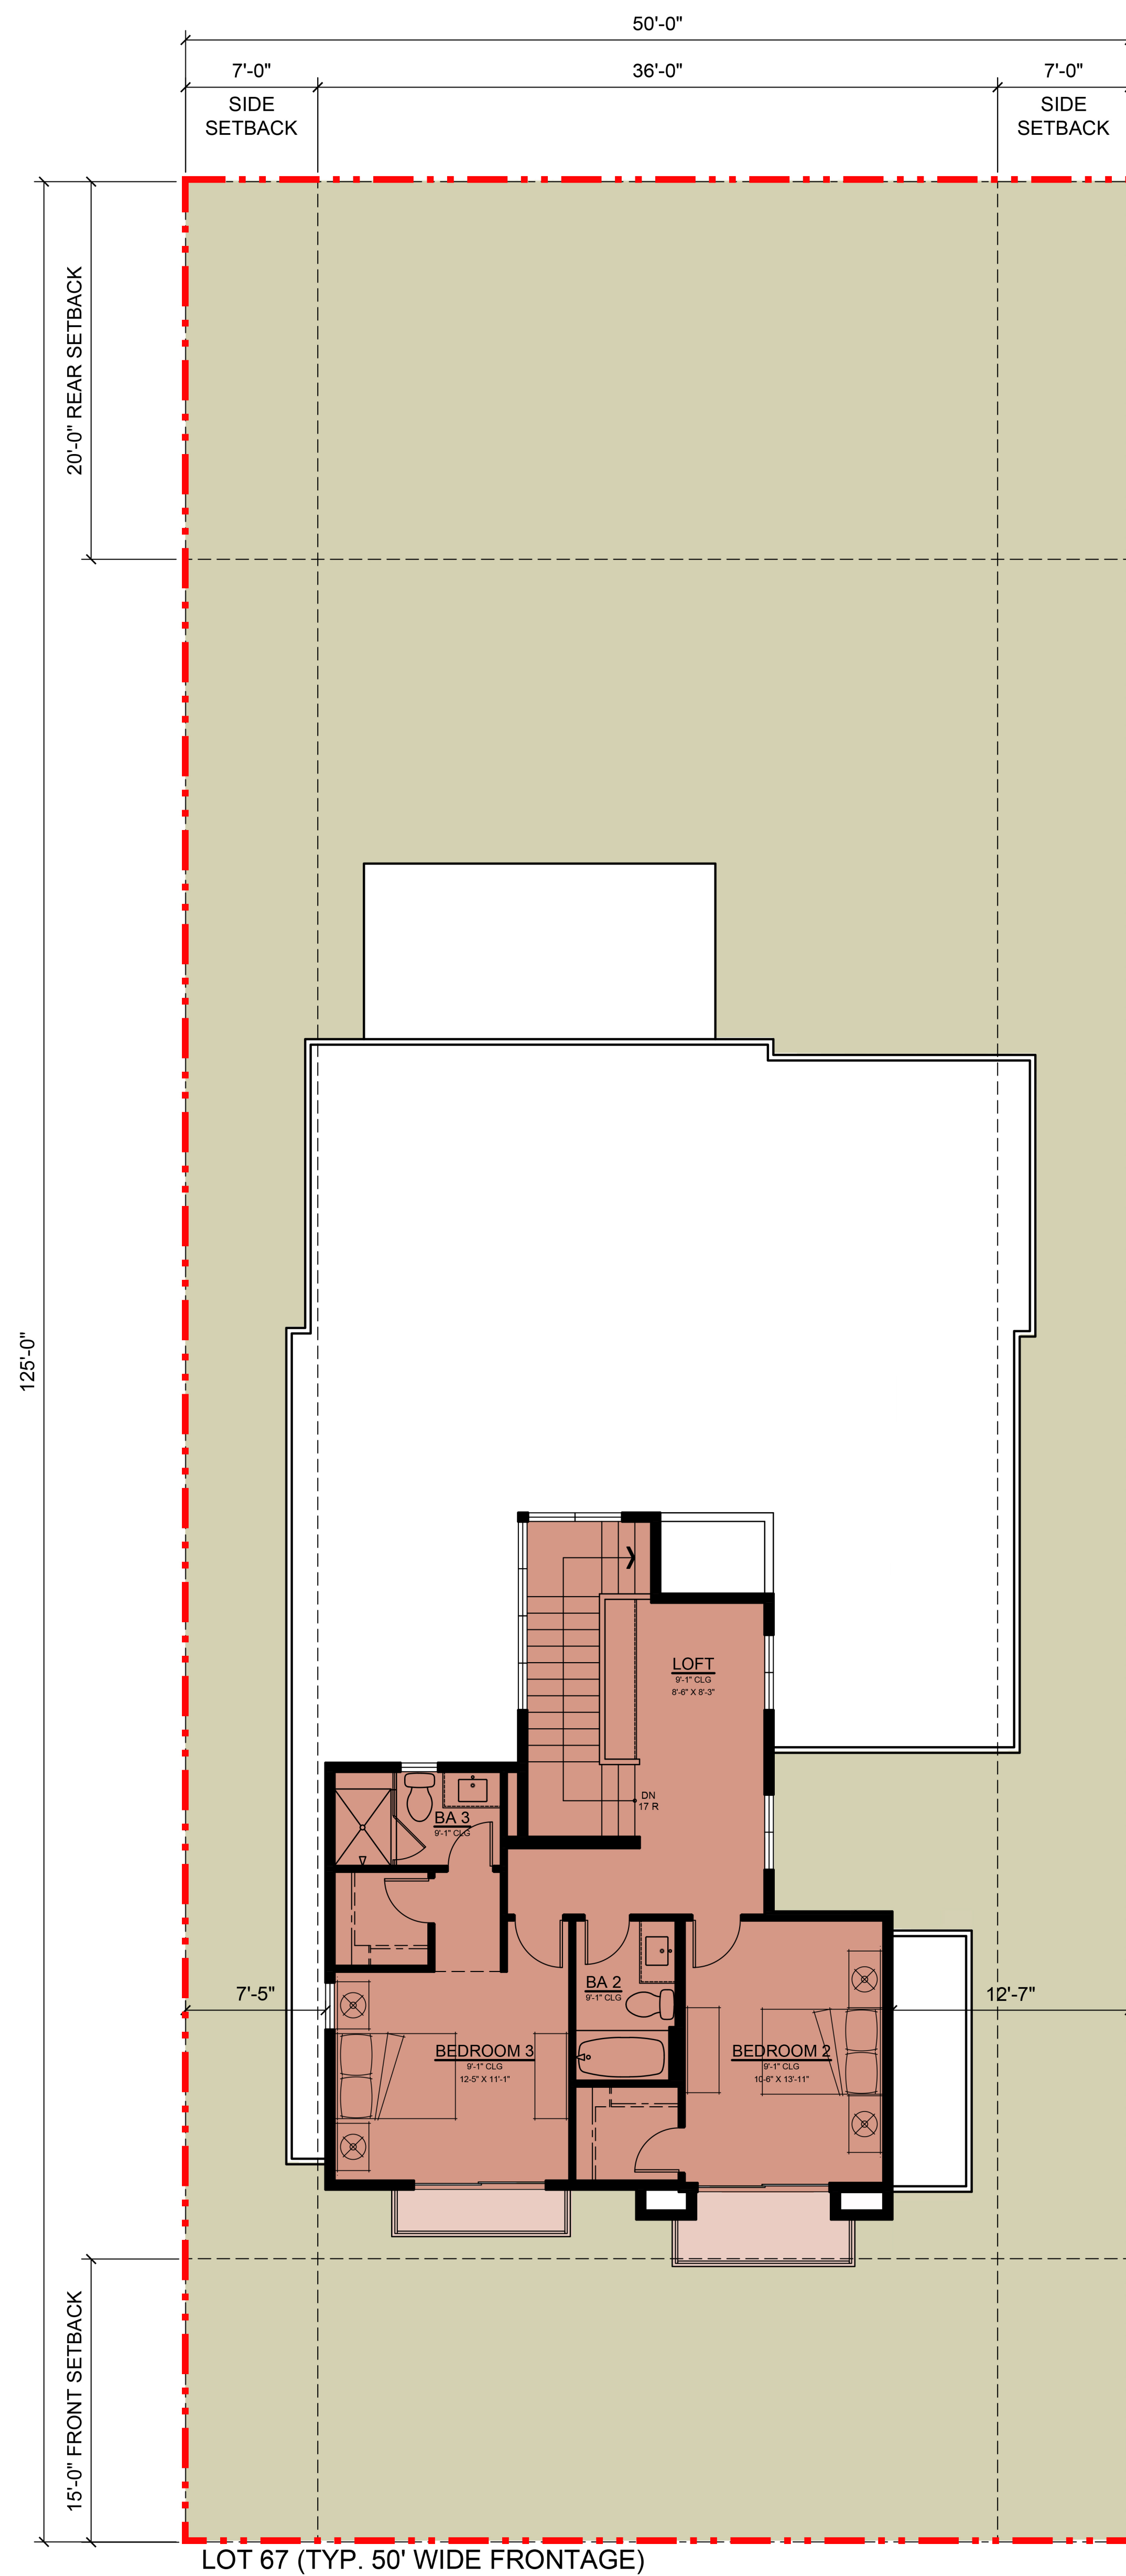 50'-0"
7'-0"
36'-0"
7'-0"
SIDE
SETBACK
SIDE
SETBACK
20'-0" REAR SETBACK
125'-0"
LOFT
9'-1" CLG
8'-6" X 8'-3"
DN
17 R
BA 3
9'-1" CLG
7'-5"
BA 2
9'-1" CLG
12'-7"
BEDROOM 3
9'-1" CLG
12-5" X 11'-1"
BEDROOM 2
9'-1" CLG
10-6" X 13'-11"
15'-0" FRONT SETBACK
LOT 67 (TYP. 50' WIDE FRONTAGE)